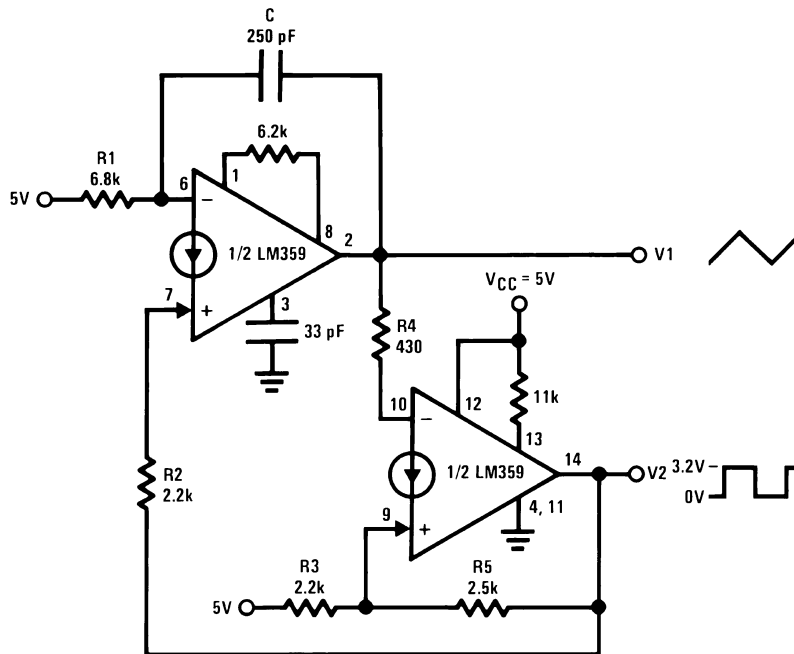 C
250 pF
6.2k
R1
6.8k
5V
6
−
1
8
2
1/2 LM359
7
+
3
33 pF
V1
VCC = 5V
R4
430
10
−
12
11k
13
14
V2
3.2V
0V
1/2 LM359
4, 11
9
+
R2
2.2k
R3
2.2k
R5
2.5k
5V